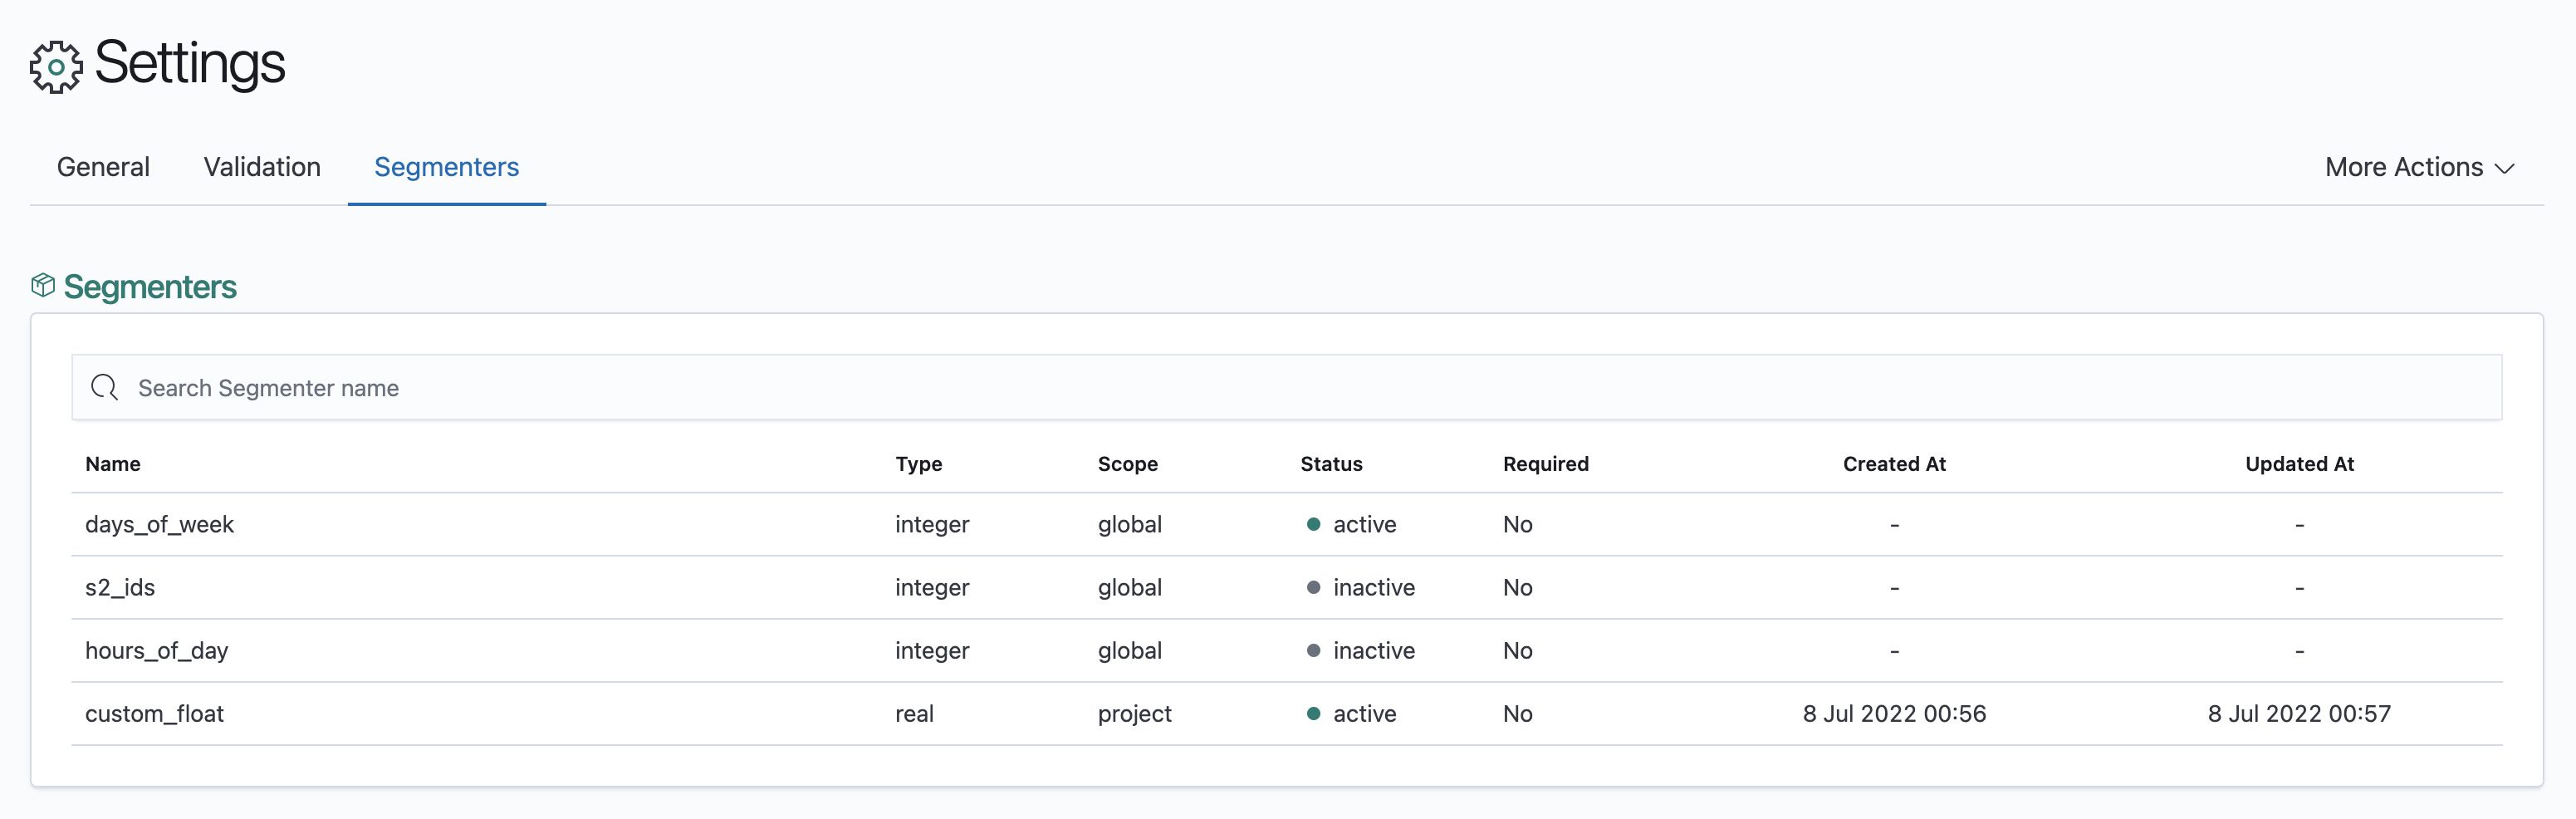 Settings
General Validation Segmenters More Actions
Segmenters
Search Segmenter name
Name Type Scope Status Required Created At Updated At
days_of_week integer global active No - -
s2_ids integer global inactive No - -
hours_of_day integer global inactive No - -
custom_float real project active No 8 Jul 2022 00:56 8 Jul 2022 00:57